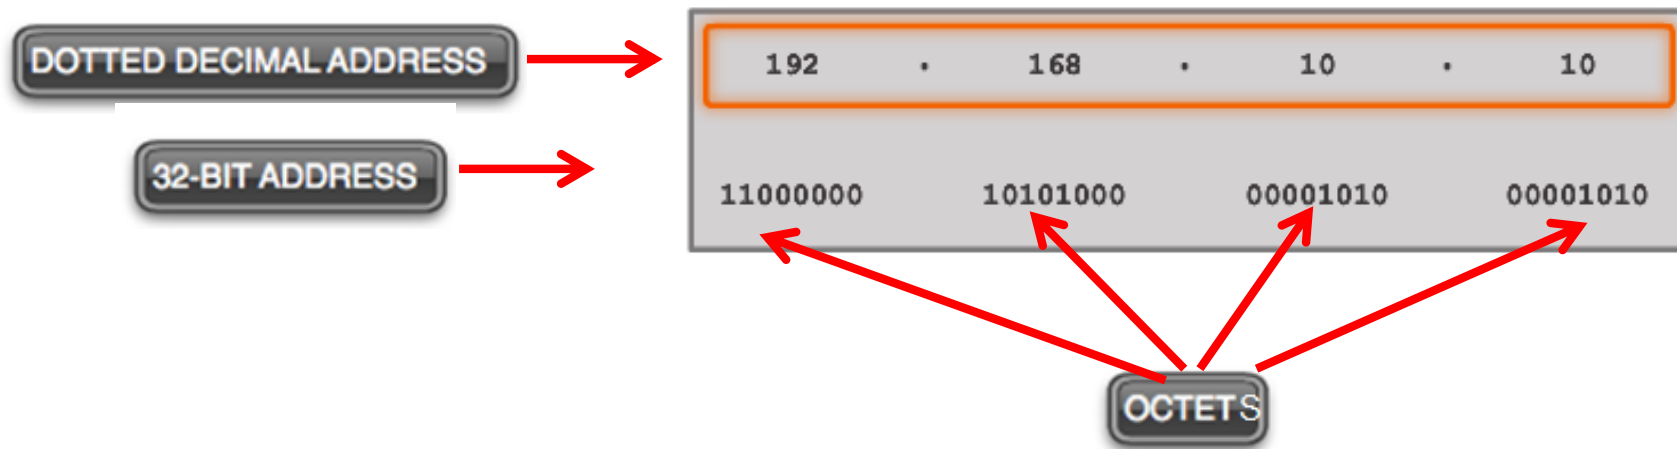 DOTTED DECIMAL ADDRESS
192 . 168 . 10 . 10
32-BIT ADDRESS
11000000 10101000 00001010 00001010
OCTETS